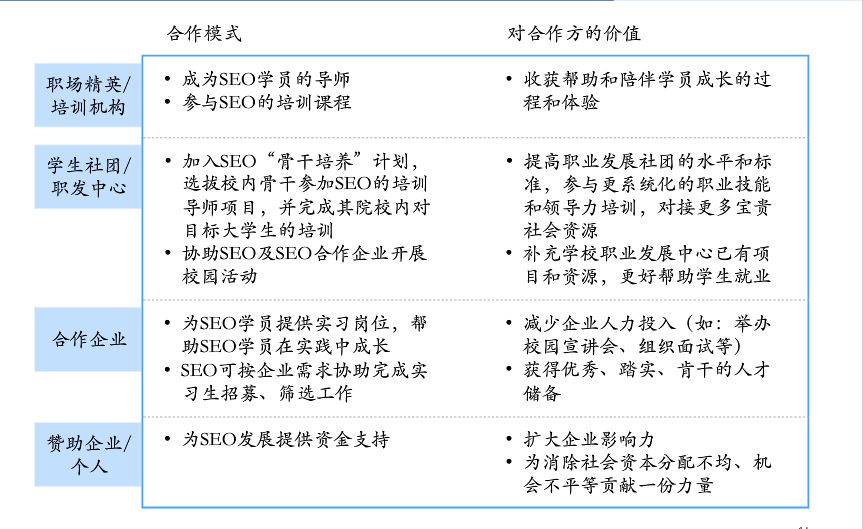 合作模式
对合作方的价值
职场精英/
培训机构
• 成为SEO学员的导师
• 参与SEO的培训课程
• 收获帮助和陪伴学员成长的过
程和体验
学生社团/
职发中心
• 加入SEO“骨干培养”计划，
选拔校内骨干参加SEO的培训
导师项目，并完成其院校内对
目标大学生的培训
• 协助SEO及SEO合作企业开展
校园活动
• 提高职业发展社团的水平和标
准，参与更系统化的职业技能
和领导力培训，对接更多宝贵
社会资源
• 补充学校职业发展中心已有项
目和资源，更好帮助学生就业
合作企业
• 为SEO学员提供实习岗位，帮
助SEO学员在实践中成长
• SEO可按企业需求协助完成实
习生招募、筛选工作
• 减少企业人力投入（如：举办
校园宣讲会、组织面试等）
• 获得优秀、踏实、肯干的人才
储备
赞助企业/
个人
• 为SEO发展提供资金支持
• 扩大企业影响力
• 为消除社会资本分配不均、机
会不平等贡献一份力量